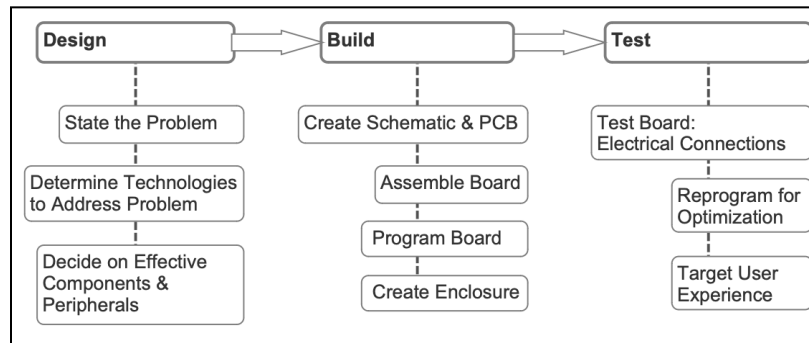 Design
State the Problem
Determine Technologies
to Address Problem
Decide on Effective
Components &
Peripherals
Build
Create Schematic & PCB
Assemble Board
Program Board
Create Enclosure
Test
Test Board:
Electrical Connections
Reprogram for
Optimization
Target User
Experience